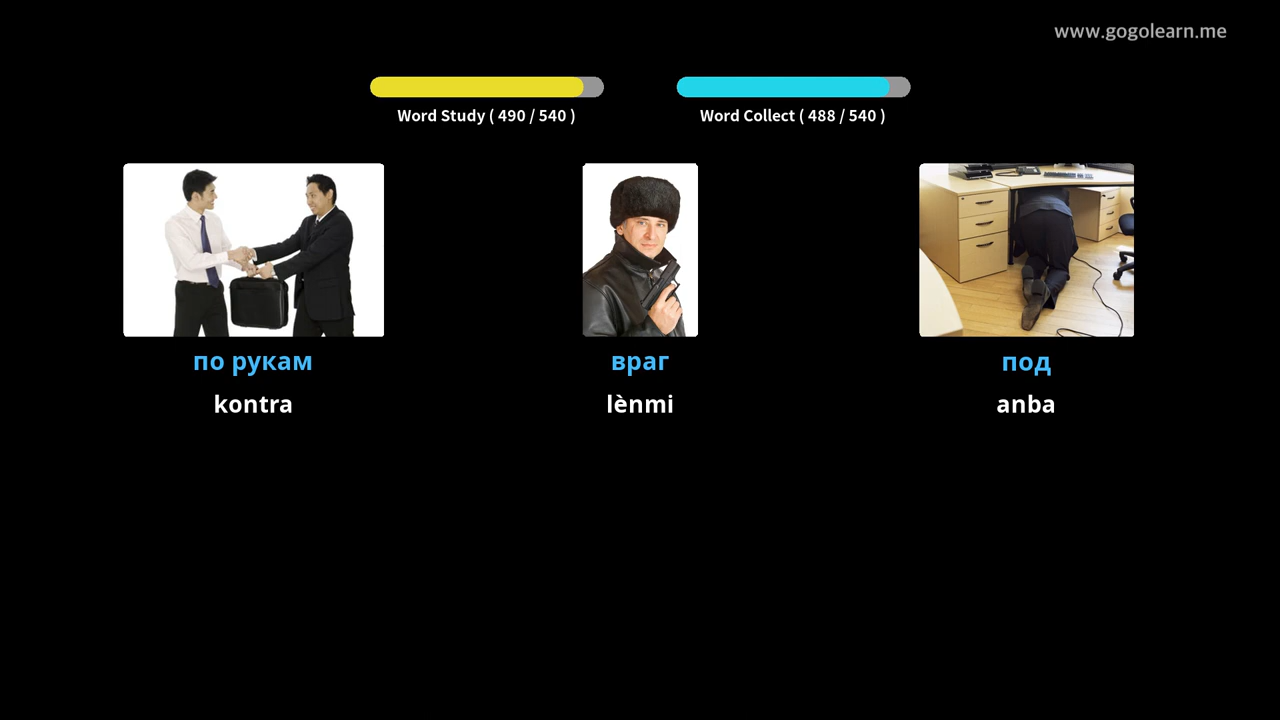 www.gogolearn.me
Word Study ( 490 / 540 )
Word Collect ( 488 / 540 )
по рукам
враг
под
kontra
lènmi
anba